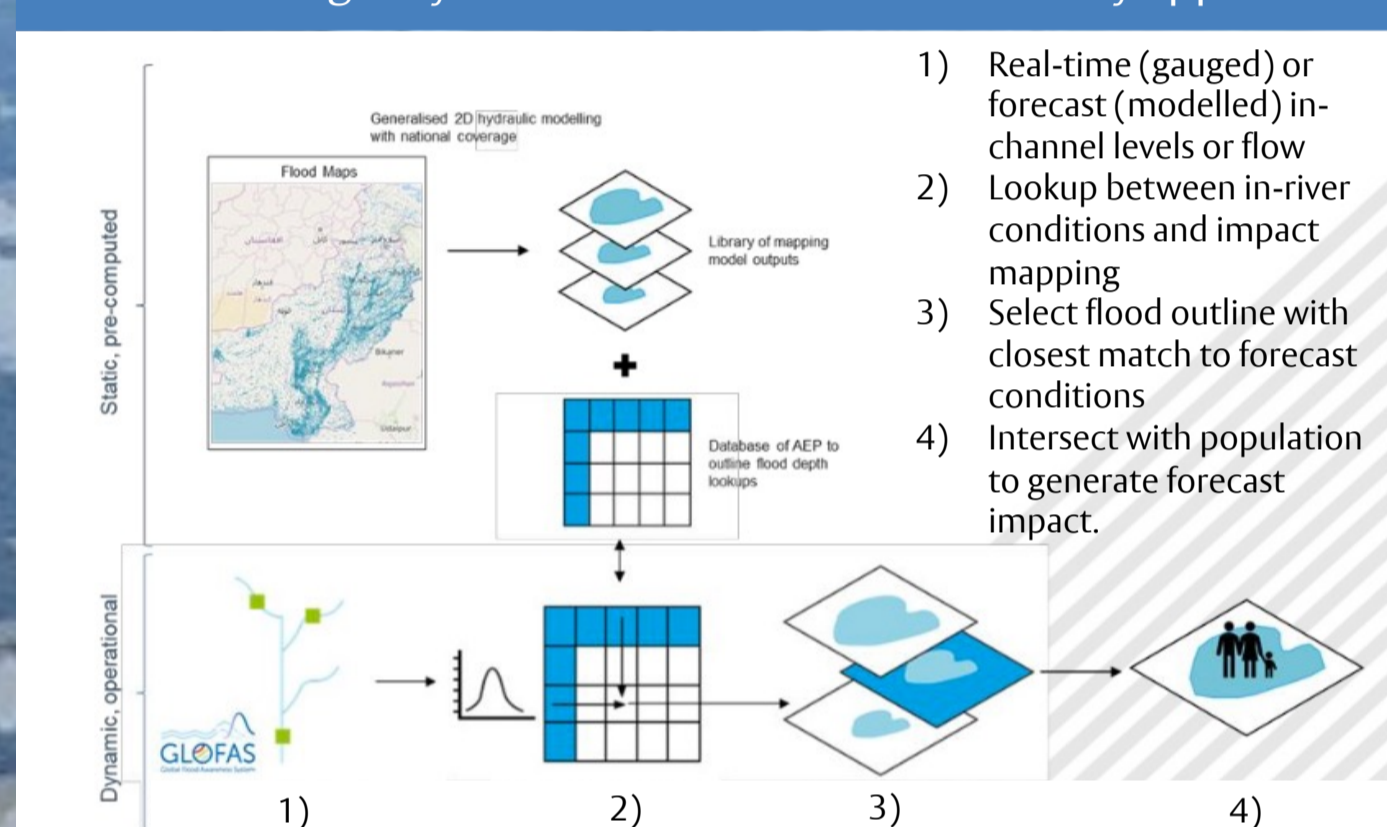 1) Real-time (gauged) or
forecast (modelled) in-
channel levels or flow
2) Lookup between in-river
conditions and impact
mapping
3) Select flood outline with
closest match to forecast
conditions
4) Intersect with population
to generate forecast
impact.
Static, pre-computed
Generalised 2D hydraulic modelling
with national coverage
Flood Maps
Bikaner
Udaipur
Library of mapping
model outputs
Database of AEP to
outline flood depth
lookups
Dynamic, operational
GLOFAS
Global Flood Awareness System
1)
2)
3)
4)